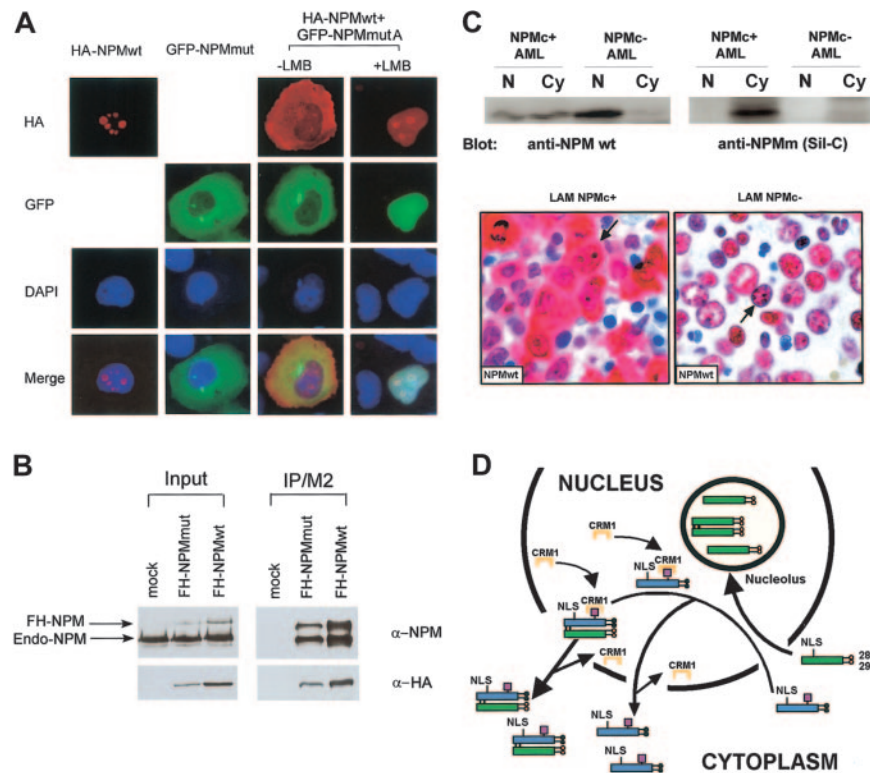 A
HA-NPMwt
GFP-NPMmut
HA-NPMwt+
GFP-NPMmutA
-LMB
+LMB
HA
GFP
DAPI
Merge
B
Input
IP/M2
mock
FH-NPMmut
FH-NPMwt
mock
FH-NPMmut
FH-NPMwt
FH-NPM
Endo-NPM
α-NPM
α-HA
C
NPMc+
AML
NPMc-
AML
NPMc+
AML
NPMc-
AML
N Cy N Cy
N Cy N Cy
Blot: anti-NPM wt
anti-NPMm (Sil-C)
LAM NPMc+
LAM NPMc-
NPMwt
NPMwt
D
NUCLEUS
CRM1
CRM1
NLS
CRM1
Nucleolus
CRM1
NLS
NLS
28
29
CRM1
CRM1
NLS
NLS
NLS
NLS
NLS
CYTOPLASM